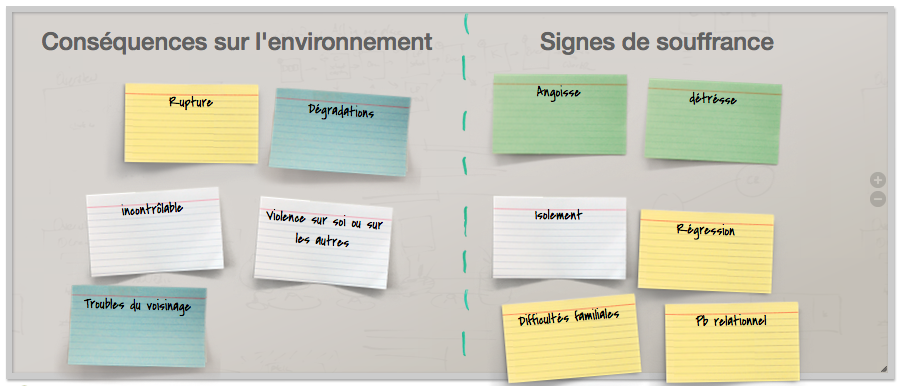 Conséquences sur l'environnement
Rupture
Dégradations
incontrôlable
Violence sur soi ou sur
les autres
Troubles du voisinage
Signes de souffrance
Angoisse
détrésse
Isolement
Régression
Difficultés familiales
Pb relationnel